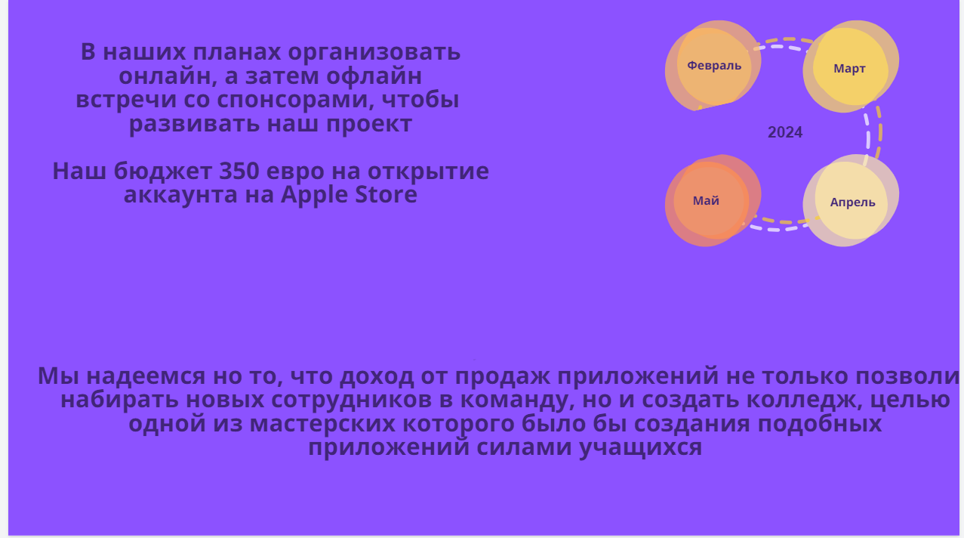 В наших планах организовать
онлайн, а затем офлайн
встречи со спонсорами, чтобы
развивать наш проект
Наш бюджет 350 евро на открытие
аккаунта на Apple Store
Февраль
Март
2024
Май
Апрель
Мы надеемся но то, что доход от продаж приложений не только позволи
набирать новых сотрудников в команду, но и создать колледж, целью
одной из мастерских которого было бы создания подобных
приложений силами учащихся